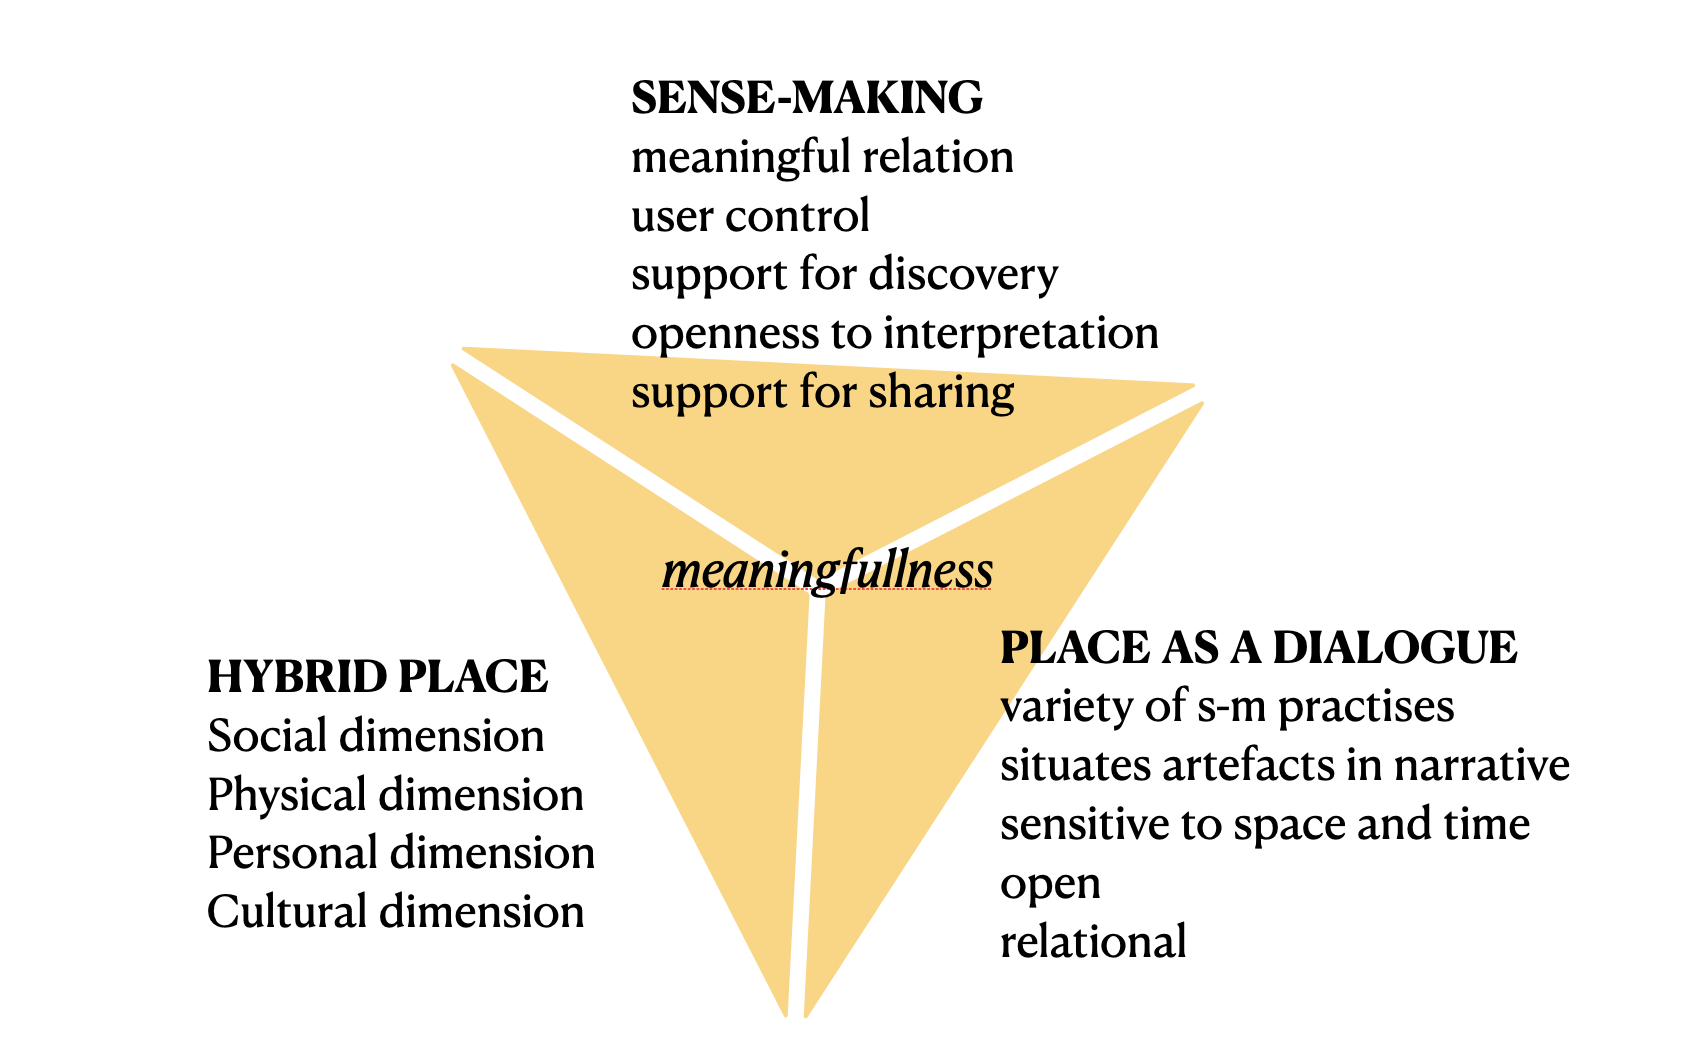 SENSE-MAKING
meaningful relation
user control
support for discovery
openness to interpretation
support for sharing
meaningfullness
HYBRID PLACE
Social dimension
Physical dimension
Personal dimension
Cultural dimension
PLACE AS A DIALOGUE
variety of s-m practises
situates artefacts in narrative
sensitive to space and time
open
relational